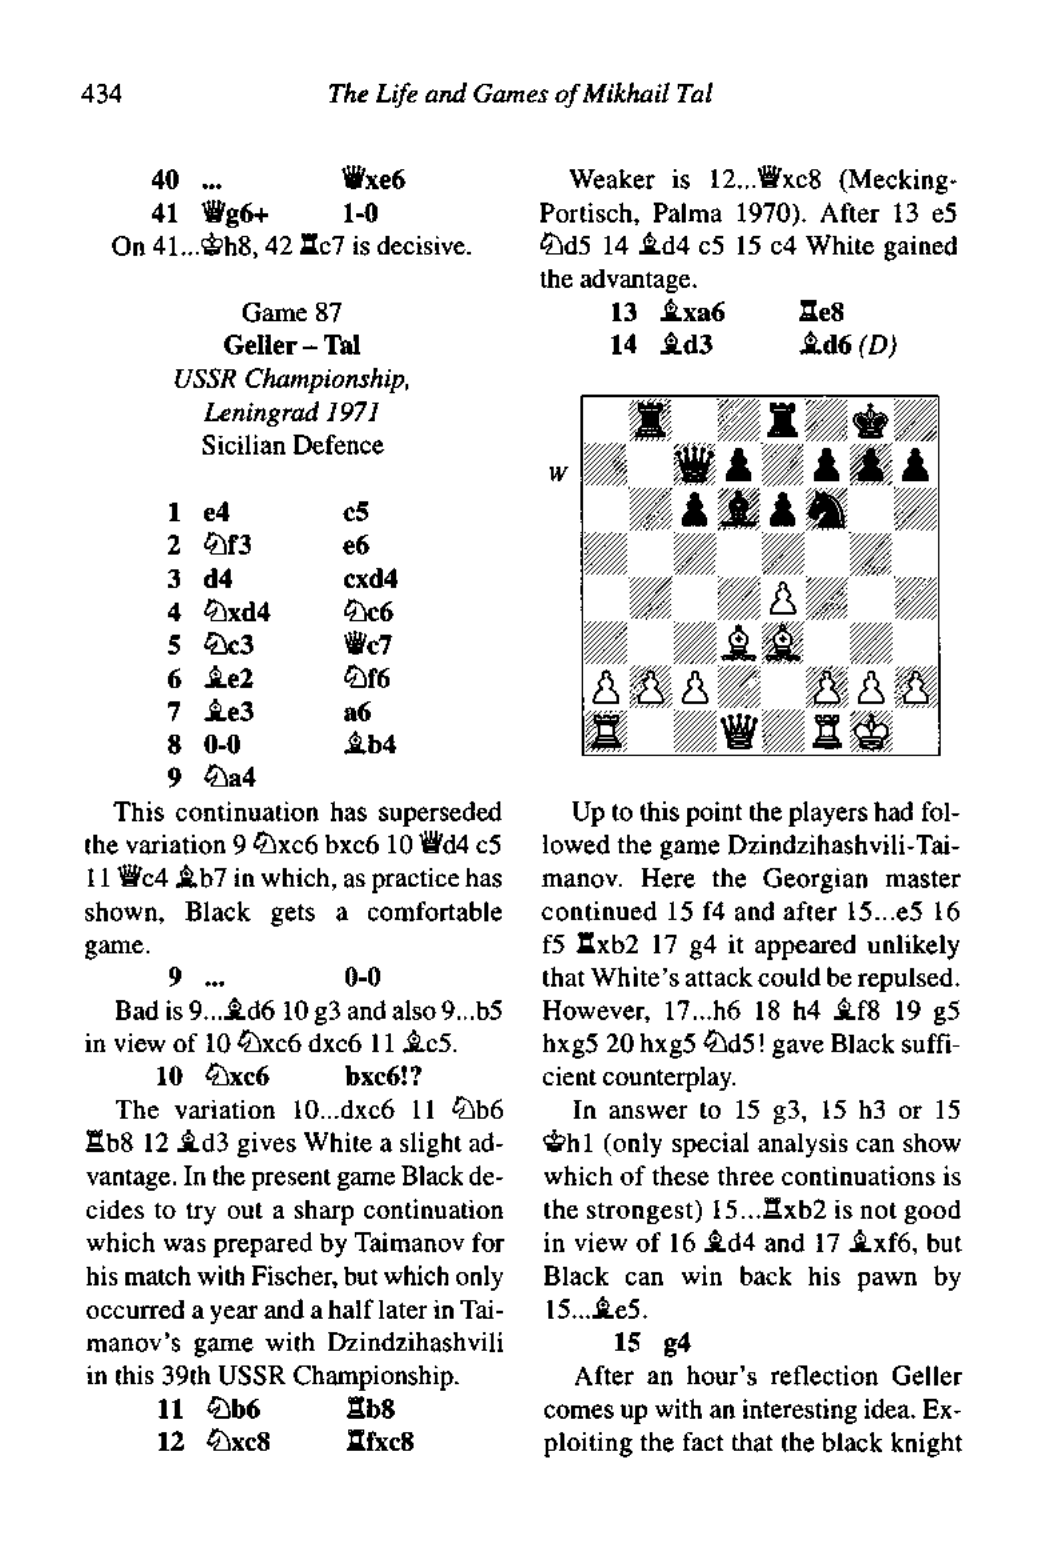 434
The Life and Games of Mikhail Tal
40 ... ♛xe6
41 ♕g6+ 1-0
On 41...♔h8, 42 ♖c7 is decisive.
Game 87
Geller – Tal
USSR Championship,
Leningrad 1971
Sicilian Defence
1 e4 c5
2 ♘f3 e6
3 d4 cxd4
4 ♘xd4 ♘c6
5 ♘c3 ♕c7
6 ♗e2 ♘f6
7 ♗e3 a6
8 0-0 ♗b4
9 ♘a4
This continuation has superseded
the variation 9 ♘xc6 bxc6 10 ♕d4 c5
11 ♕c4 ♗b7 in which, as practice has
shown, Black gets a comfortable
game.
9 ... 0-0
Bad is 9...♗d6 10 g3 and also 9...b5
in view of 10 ♘xc6 dxc6 11 ♗c5.
10 ♘xc6 bxc6!?
The variation 10...dxc6 11 ♘b6
♖b8 12 ♗d3 gives White a slight ad-
vantage. In the present game Black de-
cides to try out a sharp continuation
which was prepared by Taimanov for
his match with Fischer, but which only
occurred a year and a half later in Tai-
manov's game with Dzindzihashvili
in this 39th USSR Championship.
11 ♘b6 ♖b8
12 ♘xc8 ♖fxc8
Weaker is 12...♕xc8 (Mecking-
Portisch, Palma 1970). After 13 e5
♘d5 14 ♗d4 c5 15 c4 White gained
the advantage.
13 ♗xa6 ♖e8
14 ♗d3 ♗d6 (D)
W
Up to this point the players had fol-
lowed the game Dzindzihashvili-Tai-
manov. Here the Georgian master
continued 15 f4 and after 15...e5 16
f5 ♖xb2 17 g4 it appeared unlikely
that White's attack could be repulsed.
However, 17...h6 18 h4 ♗f8 19 g5
hxg5 20 hxg5 ♘d5! gave Black suffi-
cient counterplay.
In answer to 15 g3, 15 h3 or 15
♔h1 (only special analysis can show
which of these three continuations is
the strongest) 15...♖xb2 is not good
in view of 16 ♗d4 and 17 ♗xf6, but
Black can win back his pawn by
15...♗e5.
15 g4
After an hour's reflection Geller
comes up with an interesting idea. Ex-
ploiting the fact that the black knight